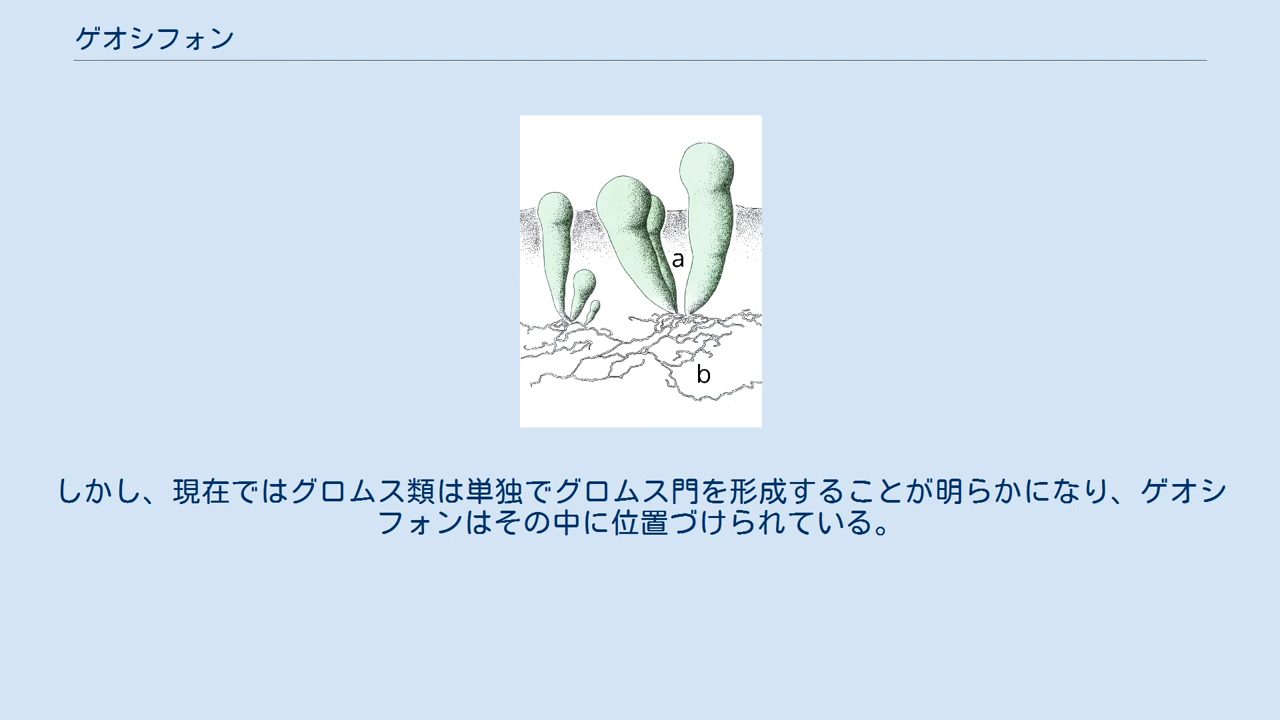 ゲオシフォン
a
b
しかし、現在ではグロムス類は単独でグロムス門を形成することが明らかになり、ゲオシ
フォンはその中に位置づけられている。